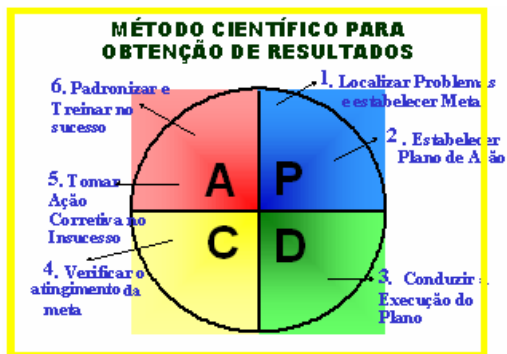 MÉTODO CIENTÍFICO PARA
OBTENÇÃO DE RESULTADOS
1. Localizar Problemas
e estabelecer Meta
2. Estabelecer
Plano de Ação
3. Conduzir a
Execução do
Plano
4. Verificar o
atingimento da
meta
5. Tomar
Ação
Corretiva no
Insucesso
6. Padronizar e
Treinar no
sucesso
A P
C D